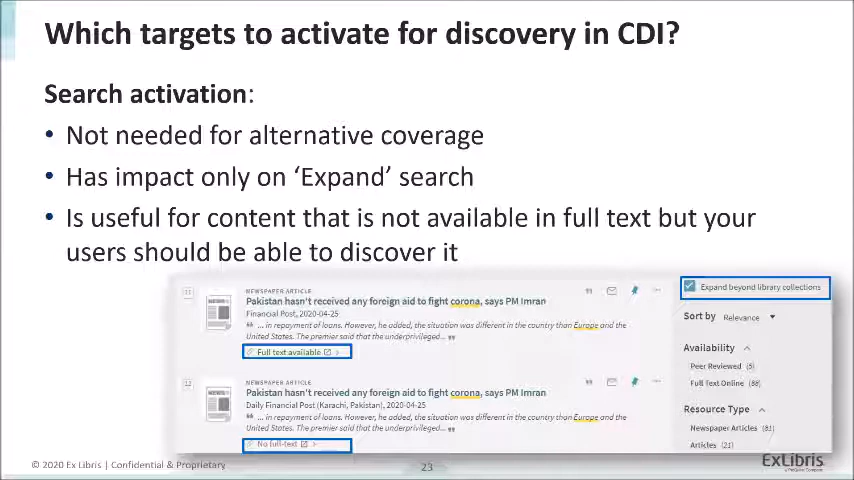 Which targets to activate for discovery in CDI?
Search activation:
• Not needed for alternative coverage
• Has impact only on ‘Expand’ search
• Is useful for content that is not available in full text but your
users should be able to discover it
11
NEWSPAPER ARTICLE
Pakistan hasn't received any foreign aid to fight corona, says PM Imran
Financial Post, 2020-04-25
... in repayment of loans. However, he added, the situation was different in the country than Europe and the
United States. The premier said that the underprivileged...
Full text available
12
NEWSPAPER ARTICLE
Pakistan hasn't received any foreign aid to fight corona, says PM Imran
Daily Financial Post (Karachi, Pakistan), 2020-04-25
... in repayment of loans. However, he added, the situation was different in the country than Europe and the
United States. The premier said that the underprivileged...
No full-text
Expand beyond library collections
Sort by Relevance
Availability
Peer Reviewed (5)
Full Text Online (88)
Resource Type
Newspaper Articles (81)
Articles (21)
© 2020 Ex Libris | Confidential & Proprietary
23
ExLibris